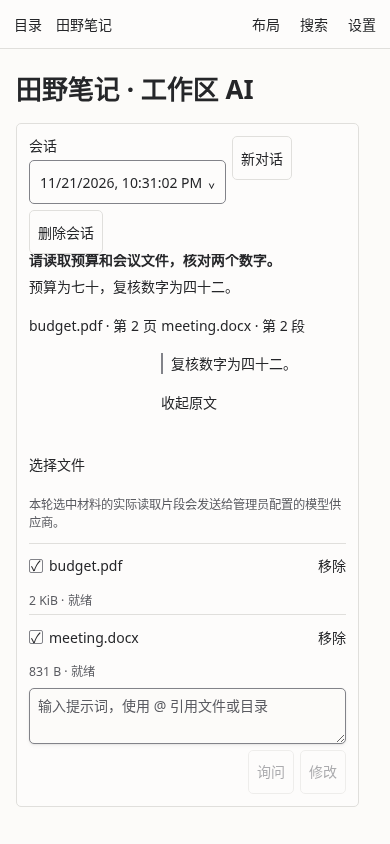 目录 田野笔记 布局 搜索 设置
田野笔记 · 工作区 AI
会话
11/21/2026, 10:31:02 PM
新对话
删除会话
请读取预算和会议文件，核对两个数字。
预算为七十，复核数字为四十二。
budget.pdf · 第 2 页 meeting.docx · 第 2 段
复核数字为四十二。
收起原文
选择文件
本轮选中材料的实际读取片段会发送给管理员配置的模型供
应商。
budget.pdf 移除
2 KiB · 就绪
meeting.docx 移除
831 B · 就绪
输入提示词，使用 @ 引用文件或目录
询问 修改